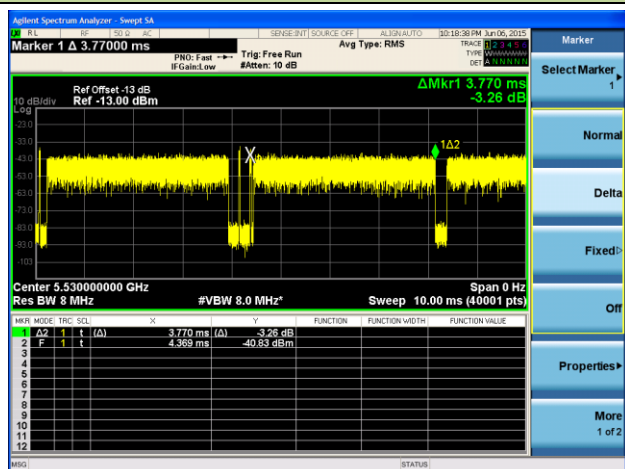 Agilent Spectrum Analyzer - Swept SA
RL RF 50 Ω AC SENSE:INT SOURCE OFF ALIGN AUTO 10:18:38 PM Jun 06, 2015
Marker 1 Δ 3.77000 ms
PNO: Fast
IFGain:Low
Trig: Free Run
#Atten: 10 dB
Avg Type: RMS
TRACE 1 2 3 4 5 6
TYPE
DET A N N N N N
Ref Offset -13 dB
10 dB/div Ref -13.00 dBm
Log
ΔMkr1 3.770 ms
-3.26 dB
-23.0
-33.0
-43.0
-53.0
-63.0
-73.0
-83.0
-93.0
-103
X
1Δ2
Center 5.530000000 GHz
Span 0 Hz
Res BW 8 MHz
#VBW 8.0 MHz*
Sweep 10.00 ms (40001 pts)
MKR MODE TRC SCL X Y FUNCTION FUNCTION WIDTH FUNCTION VALUE
1 Δ2 1 t (Δ) 3.770 ms (Δ) -3.26 dB
2 F 1 t 4.369 ms -40.83 dBm
3
4
5
6
7
8
9
10
11
12
MSG
STATUS
Marker
Select Marker
1
Normal
Delta
Fixed
Off
Properties
More
1 of 2